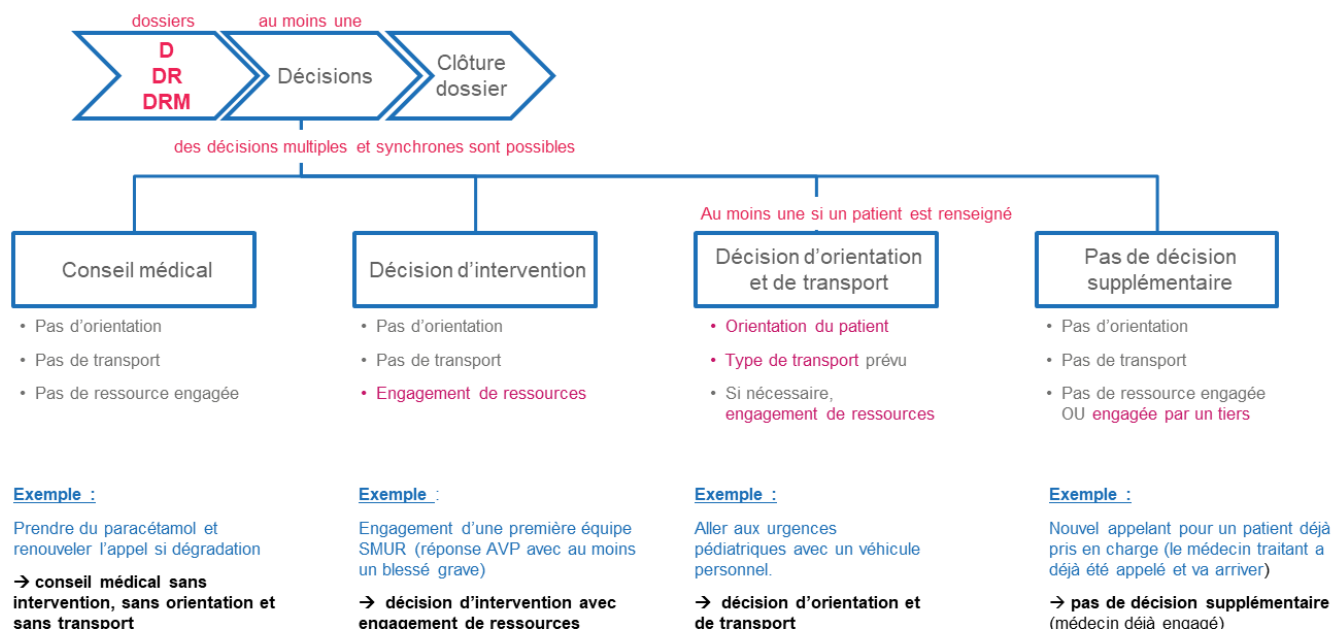 dossiers
au moins une
D
DR
DRM
Décisions
Clôture
dossier
des décisions multiples et synchrones sont possibles
Au moins une si un patient est renseigné
Conseil médical
• Pas d'orientation
• Pas de transport
• Pas de ressource engagée
Exemple :
Prendre du paracétamol et
renouveler l'appel si dégradation
→ conseil médical sans
intervention, sans orientation et
sans transport
Décision d'intervention
• Pas d'orientation
• Pas de transport
• Engagement de ressources
Exemple :
Engagement d'une première équipe
SMUR (réponse AVP avec au moins
un blessé grave)
→ décision d'intervention avec
engagement de ressources
Décision d'orientation
et de transport
• Orientation du patient
• Type de transport prévu
• Si nécessaire,
engagement de ressources
Exemple :
Aller aux urgences
pédiatriques avec un véhicule
personnel.
→ décision d'orientation et
de transport
Pas de décision
supplémentaire
• Pas d'orientation
• Pas de transport
• Pas de ressource engagée
OU engagée par un tiers
Exemple :
Nouvel appelant pour un patient déjà
pris en charge (le médecin traitant a
déjà été appelé et va arriver)
→ pas de décision supplémentaire
(médecin déjà engagé)